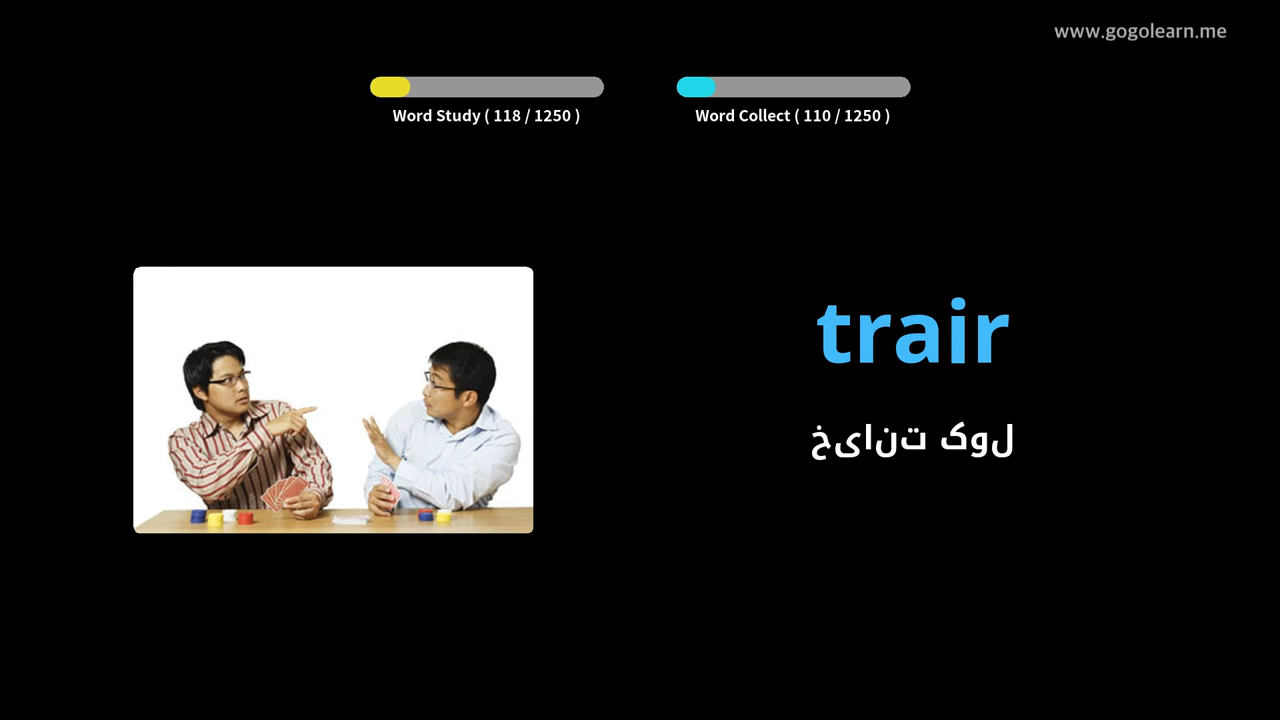 www.gogolearn.me
Word Study ( 118 / 1250 )
Word Collect ( 110 / 1250 )
trair
خیانت کول